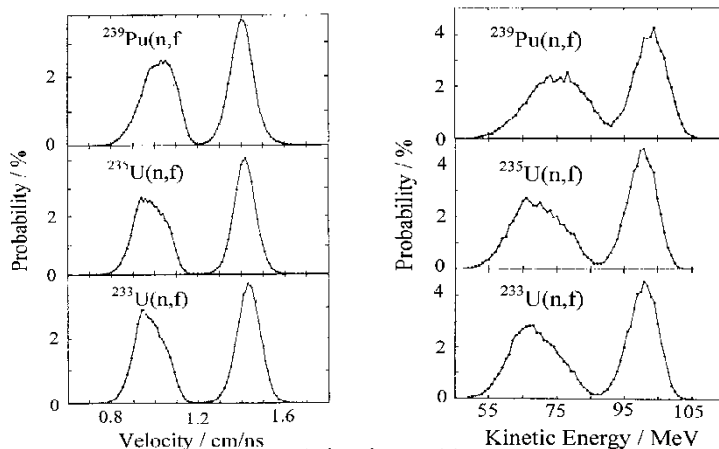 239Pu(n,f
235U(n,f)
233U(n,f)
Probability / %
2
0
2
0
2
0.8 1.2 1.6
Velocity / cm/ns
239Pu(n,f)
235U(n,f)
233U(n,f)
Probability / %
4
2
0
4
2
0
4
2
0
55 75 95 105
Kinetic Energy / MeV